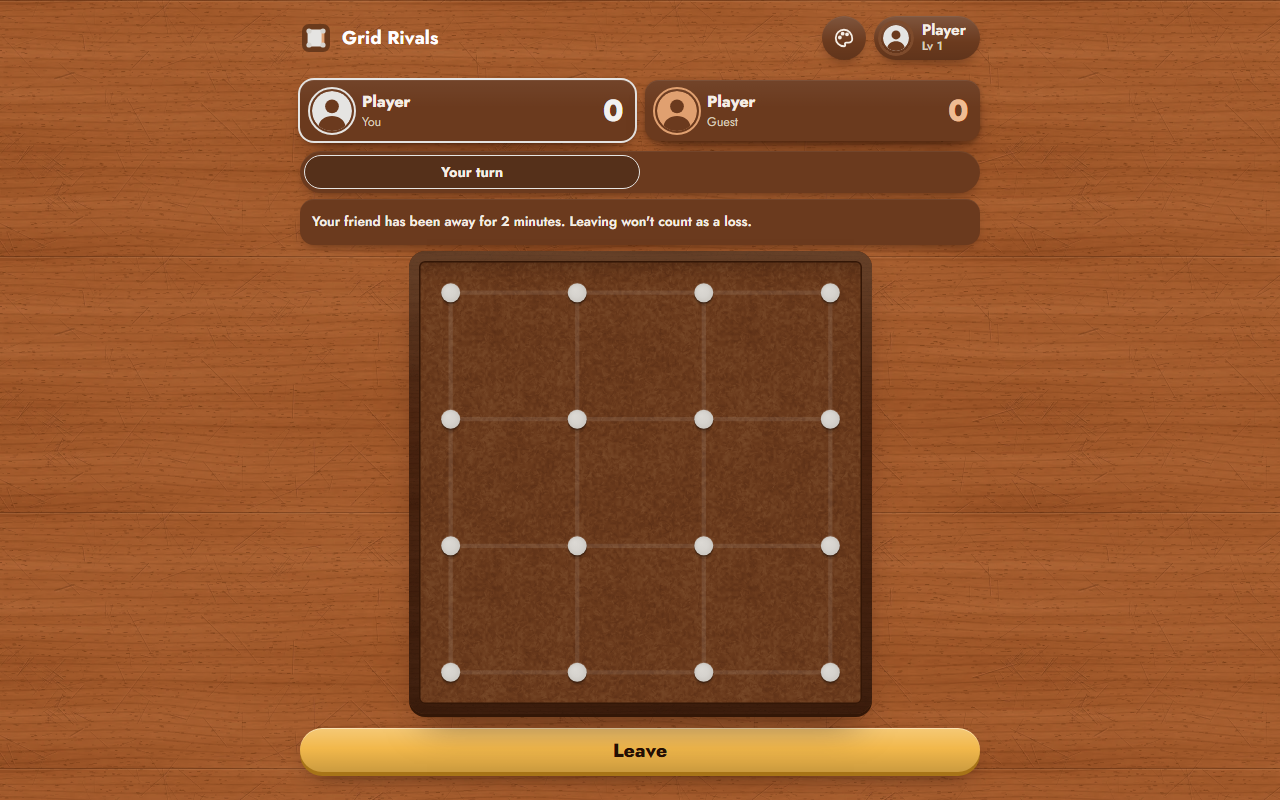 Grid Rivals
Player
Lv 1
Player
You
0
Player
Guest
0
Your turn
Your friend has been away for 2 minutes. Leaving won't count as a loss.
Leave